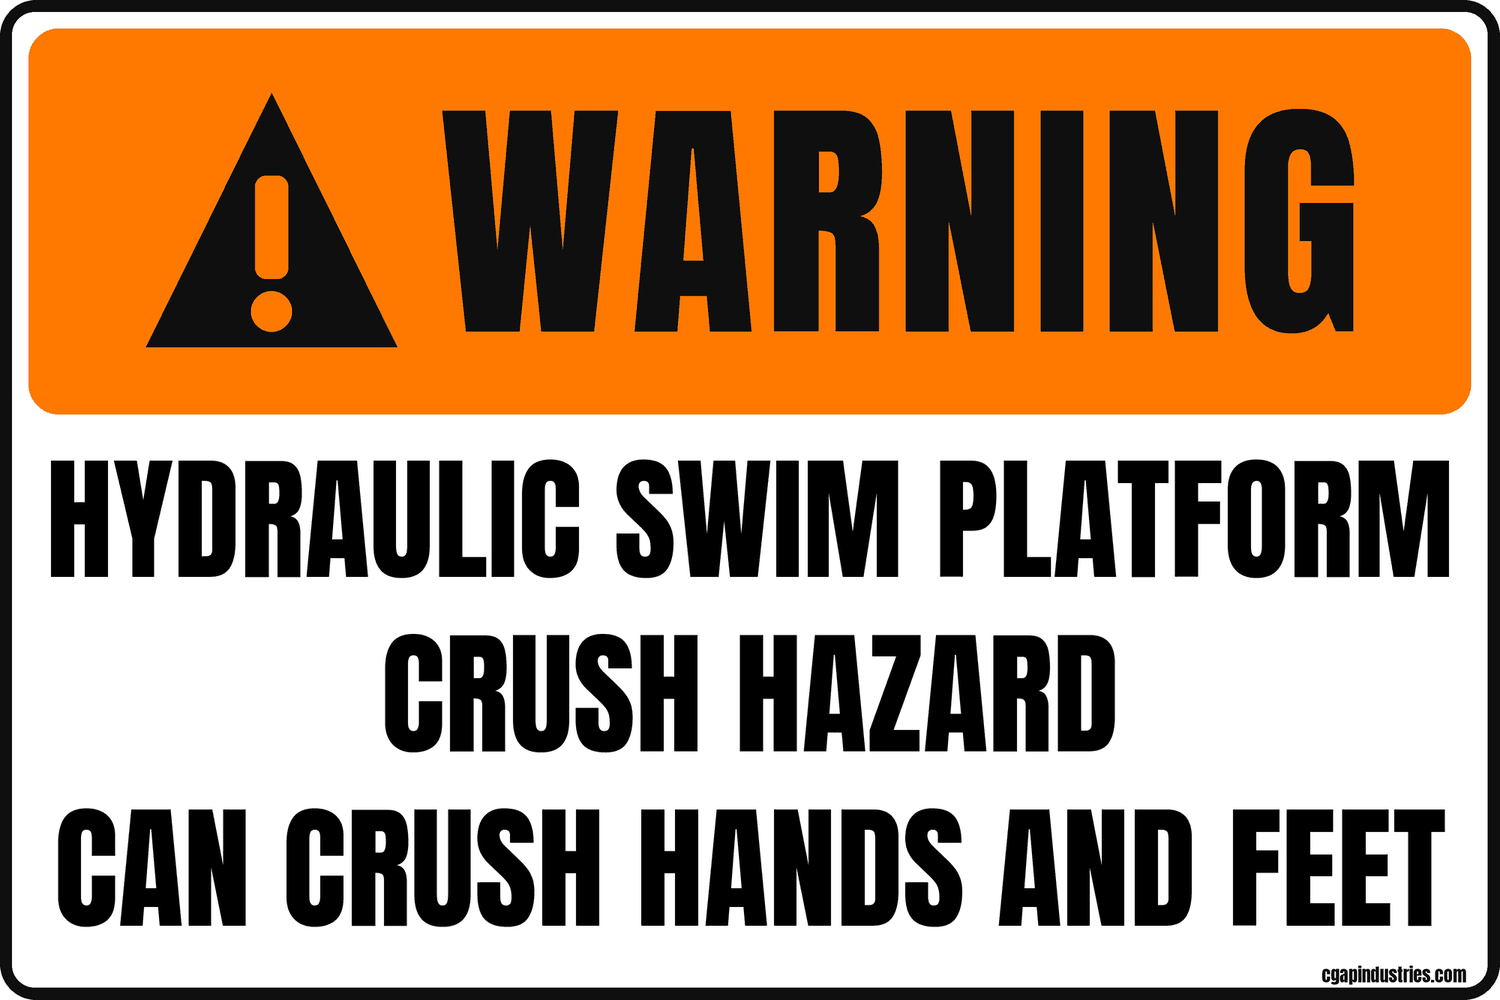 WARNING
HYDRAULIC SWIM PLATFORM
CRUSH HAZARD
CAN CRUSH HANDS AND FEET
cgapindustries.com